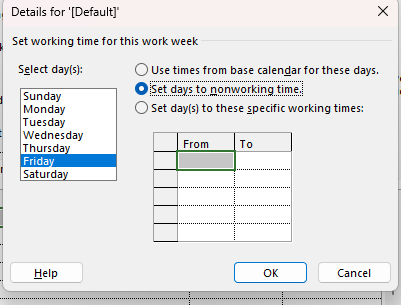 Details for '[Default]'
Set working time for this work week
Select day(s):
Sunday
Monday
Tuesday
Wednesday
Thursday
Friday
Saturday
Use times from base calendar for these days.
Set days to nonworking time.
Set day(s) to these specific working times:
From To
Help OK Cancel